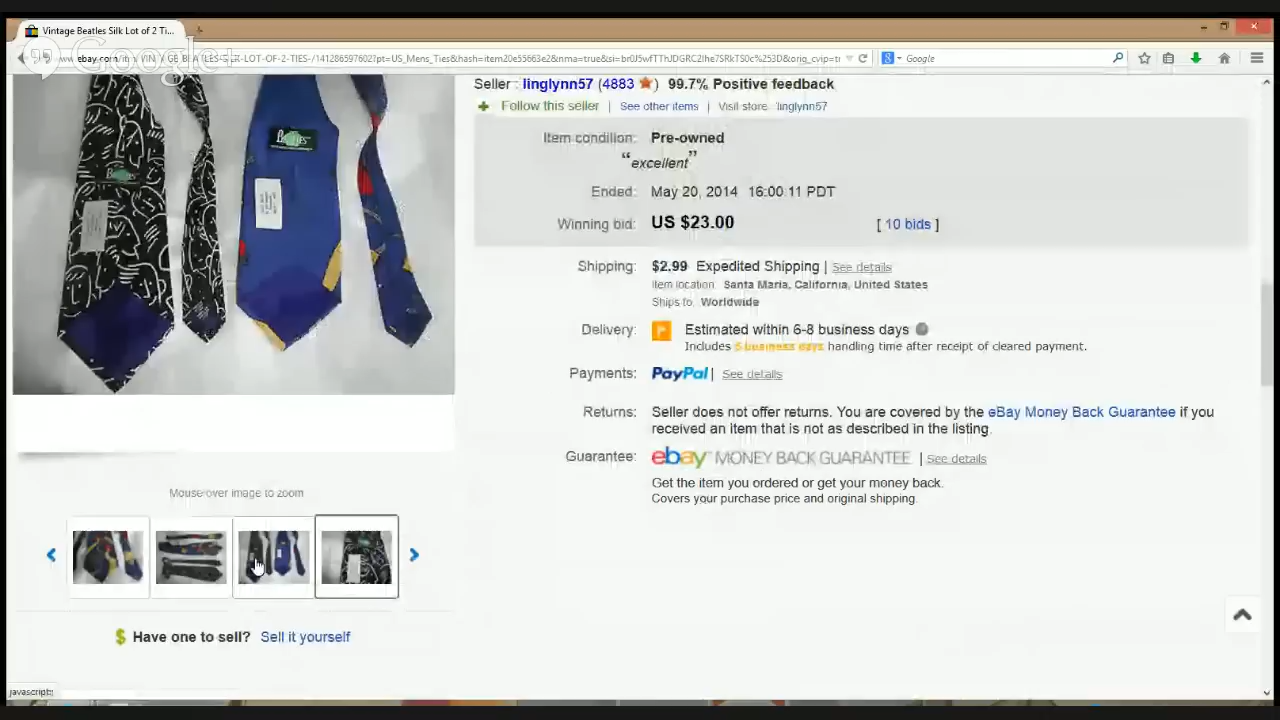 Vintage Beatles Silk Lot of 2 Ti...
Google+
Google
Seller : linglynn57 (4883 ) 99.7% Positive feedback
Follow this seller | See other items | Visit store: linglynn57
Item condition: Pre-owned
“excellent”
Ended: May 20, 2014 16:00:11 PDT
Winning bid: US $23.00 [ 10 bids ]
Shipping: $2.99 Expedited Shipping | See details
Item location: Santa Maria, California, United States
Ships to: Worldwide
Delivery: Estimated within 6-8 business days
Includes 5 business days handling time after receipt of cleared payment.
Payments: PayPal | See details
Returns: Seller does not offer returns. You are covered by the eBay Money Back Guarantee if you
received an item that is not as described in the listing.
Guarantee: ebay MONEY BACK GUARANTEE | See details
Get the item you ordered or get your money back.
Covers your purchase price and original shipping.
Mouse over image to zoom
$ Have one to sell? Sell it yourself
javascript: